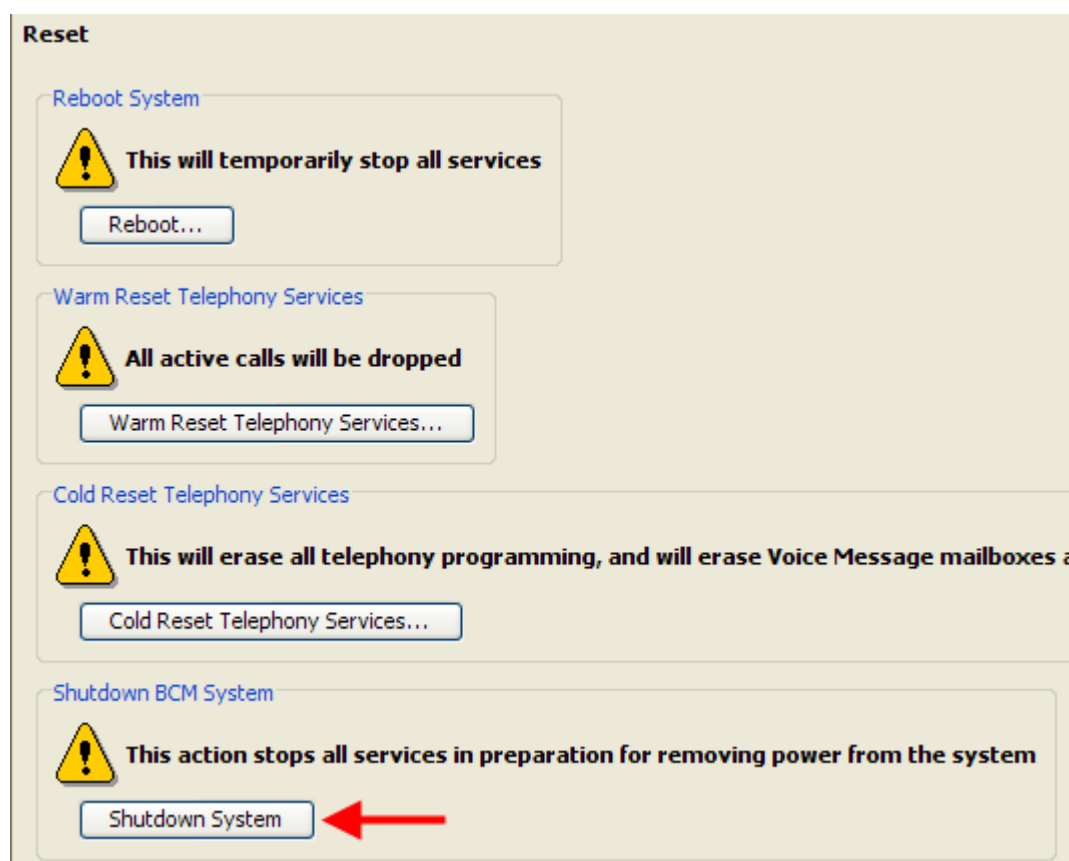 Reset
Reboot System
This will temporarily stop all services
Reboot...
Warm Reset Telephony Services
All active calls will be dropped
Warm Reset Telephony Services...
Cold Reset Telephony Services
This will erase all telephony programming, and will erase Voice Message mailboxes
Cold Reset Telephony Services...
Shutdown BCM System
This action stops all services in preparation for removing power from the system
Shutdown System